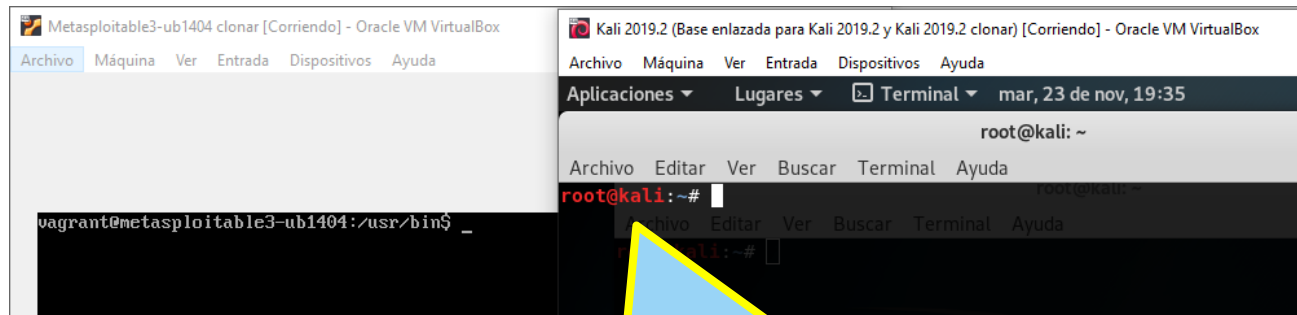 Metasploitable3-ub1404 clonar [Corriendo] - Oracle VM VirtualBox
Archivo Máquina Ver Entrada Dispositivos Ayuda
vagrant@metasploitable3-ub1404:/usr/bin$ _
Kali 2019.2 (Base enlazada para Kali 2019.2 y Kali 2019.2 clonar) [Corriendo] - Oracle VM VirtualBox
Archivo Máquina Ver Entrada Dispositivos Ayuda
Aplicaciones Lugares Terminal mar, 23 de nov, 19:35
root@kali: ~
Archivo Editar Ver Buscar Terminal Ayuda
root@kali:~#
root@kali: ~
Archivo Editar Ver Buscar Terminal Ayuda